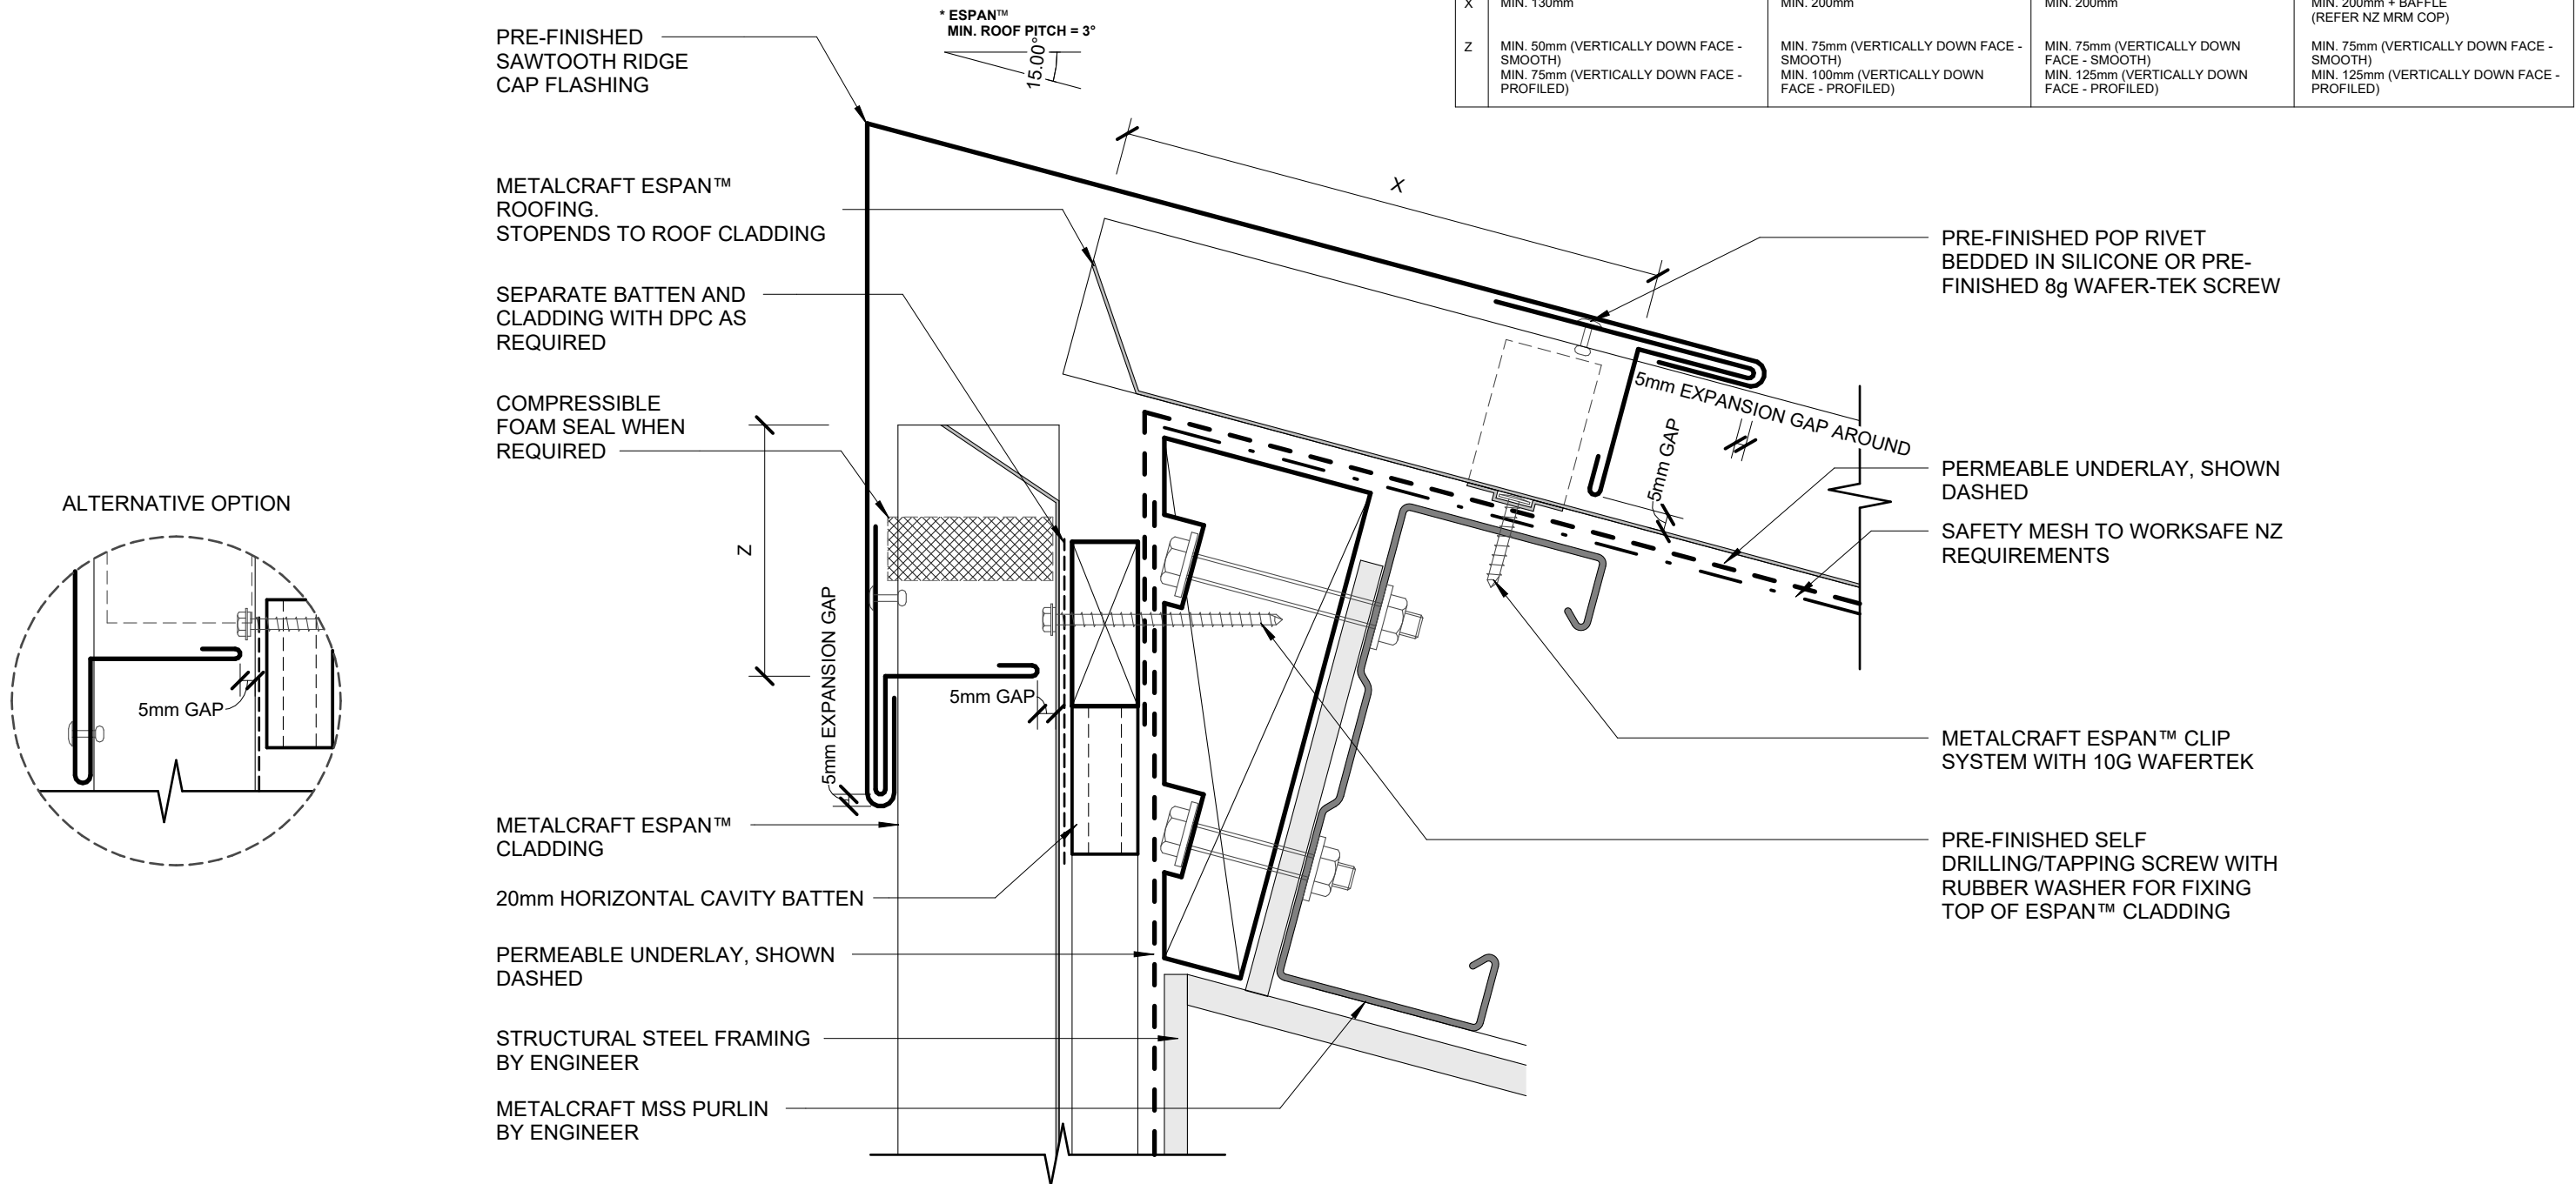 * ESPAN™
MIN. ROOF PITCH = 3°
15.00°
X
MIN. 130mm
MIN. 200mm
MIN. 200mm
MIN. 200mm + BAFFLE
(REFER NZ MRM COP)
Z
MIN. 50mm (VERTICALLY DOWN FACE -
SMOOTH)
MIN. 75mm (VERTICALLY DOWN FACE -
PROFILED)
MIN. 75mm (VERTICALLY DOWN FACE -
SMOOTH)
MIN. 100mm (VERTICALLY DOWN
FACE - PROFILED)
MIN. 75mm (VERTICALLY DOWN
FACE - SMOOTH)
MIN. 125mm (VERTICALLY DOWN
FACE - PROFILED)
MIN. 75mm (VERTICALLY DOWN FACE -
SMOOTH)
MIN. 125mm (VERTICALLY DOWN FACE -
PROFILED)
PRE-FINISHED
SAWTOOTH RIDGE
CAP FLASHING
METALCRAFT ESPAN™
ROOFING.
STOPENDS TO ROOF CLADDING
SEPARATE BATTEN AND
CLADDING WITH DPC AS
REQUIRED
COMPRESSIBLE
FOAM SEAL WHEN
REQUIRED
ALTERNATIVE OPTION
5mm GAP
Z
5mm EXPANSION GAP
5mm GAP
X
5mm EXPANSION GAP AROUND
5mm GAP
METALCRAFT ESPAN™
CLADDING
20mm HORIZONTAL CAVITY BATTEN
PERMEABLE UNDERLAY, SHOWN
DASHED
STRUCTURAL STEEL FRAMING
BY ENGINEER
METALCRAFT MSS PURLIN
BY ENGINEER
PRE-FINISHED POP RIVET
BEDDED IN SILICONE OR PRE-
FINISHED 8g WAFER-TEK SCREW
PERMEABLE UNDERLAY, SHOWN
DASHED
SAFETY MESH TO WORKSAFE NZ
REQUIREMENTS
METALCRAFT ESPAN™ CLIP
SYSTEM WITH 10G WAFERTEK
PRE-FINISHED SELF
DRILLING/TAPPING SCREW WITH
RUBBER WASHER FOR FIXING
TOP OF ESPAN™ CLADDING